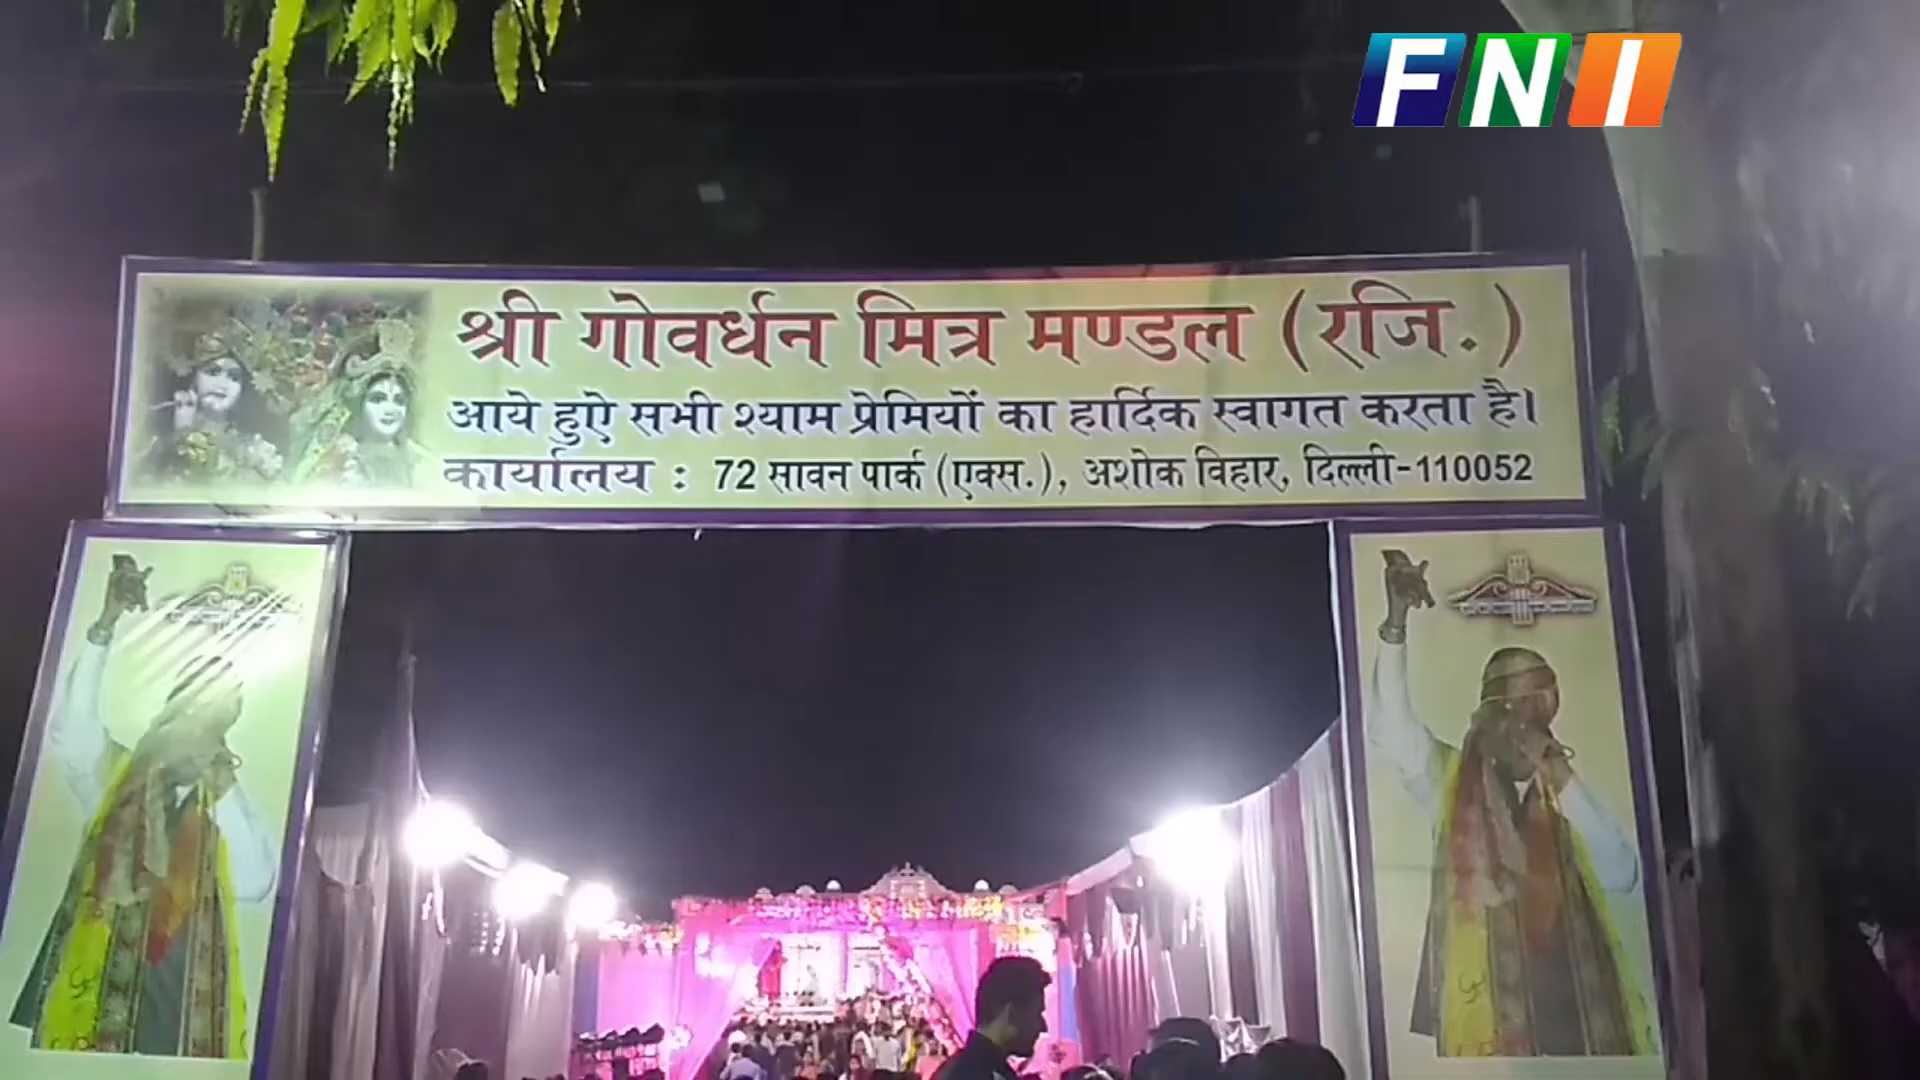 FNI
श्री गोवर्धन मित्र मण्डल (रजि.)
आये हुऐ सभी श्याम प्रेमियों का हार्दिक स्वागत करता है।
कार्यालय : 72 सावन पार्क (एक्स.), अशोक विहार, दिल्ली-110052